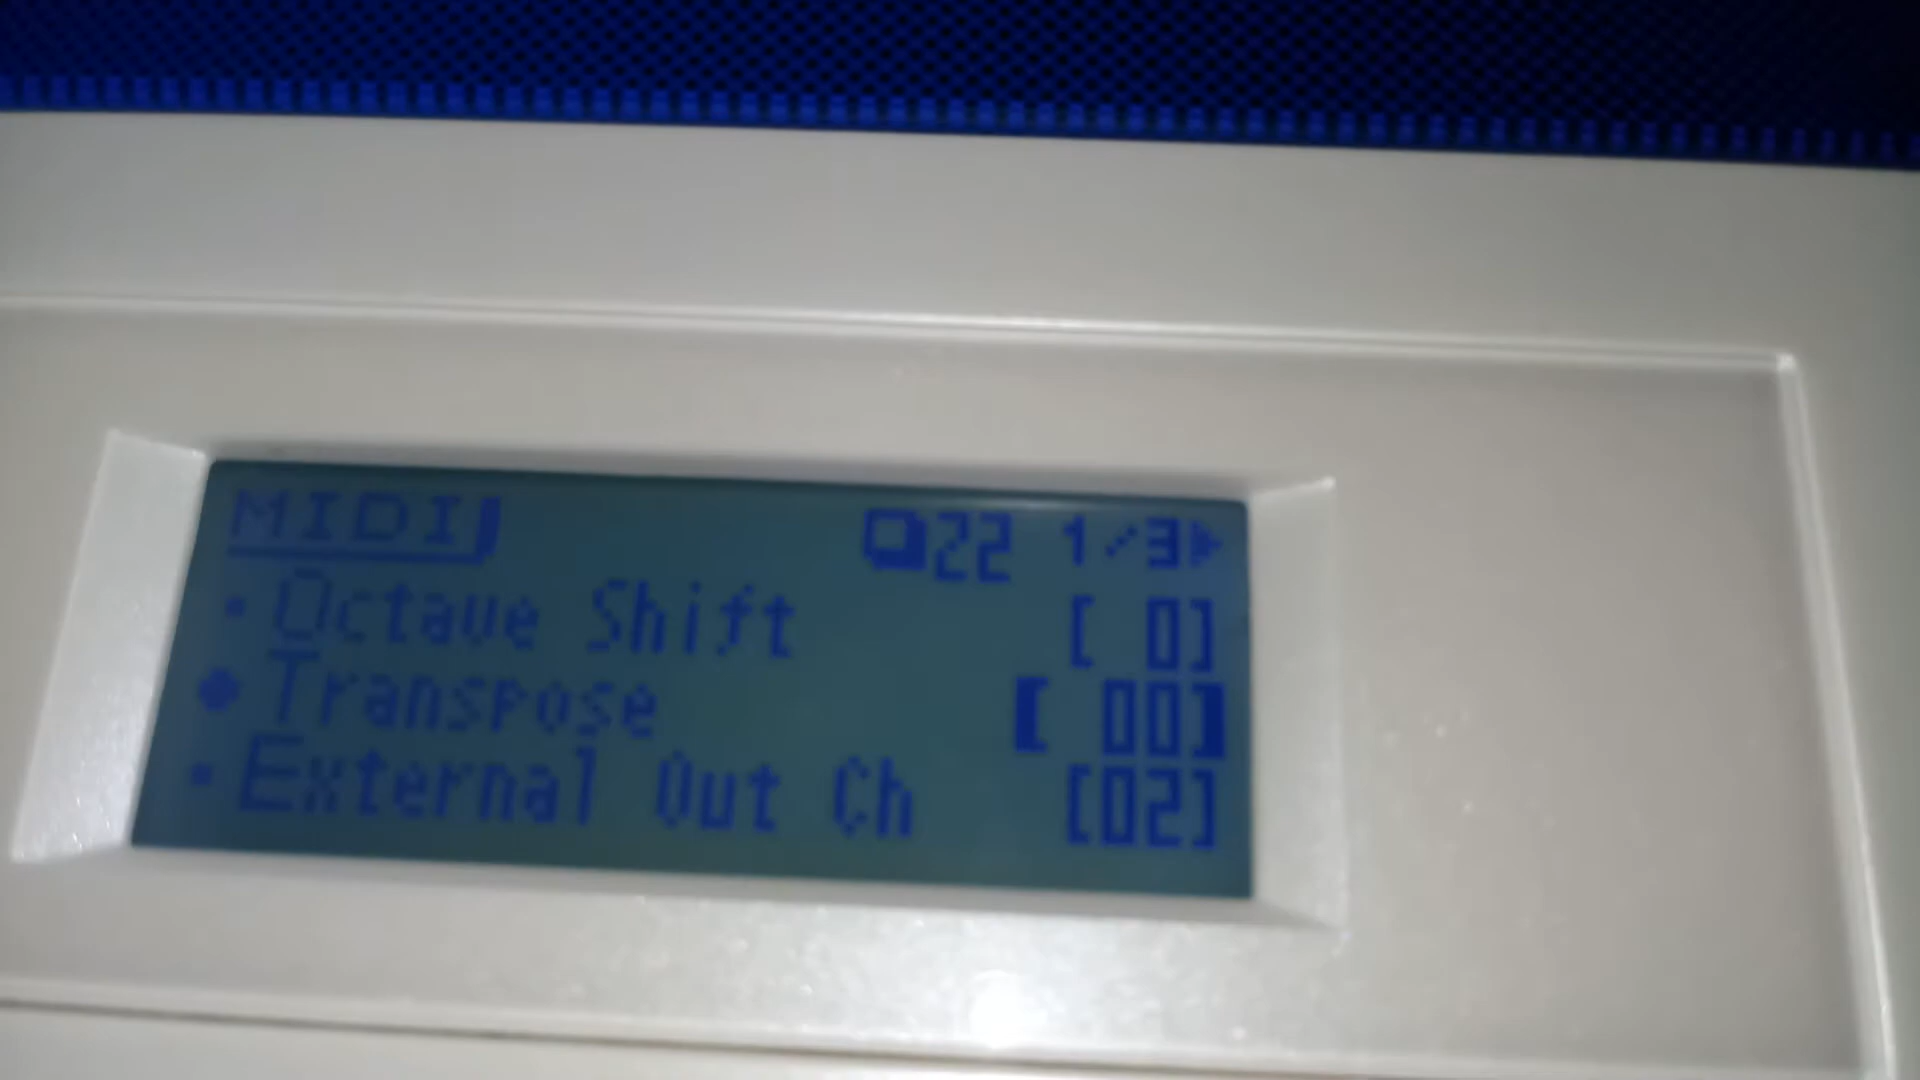 MIDI 22 1/3
Octave Shift [ 0]
Transpose [ 00]
External Out Ch [02]